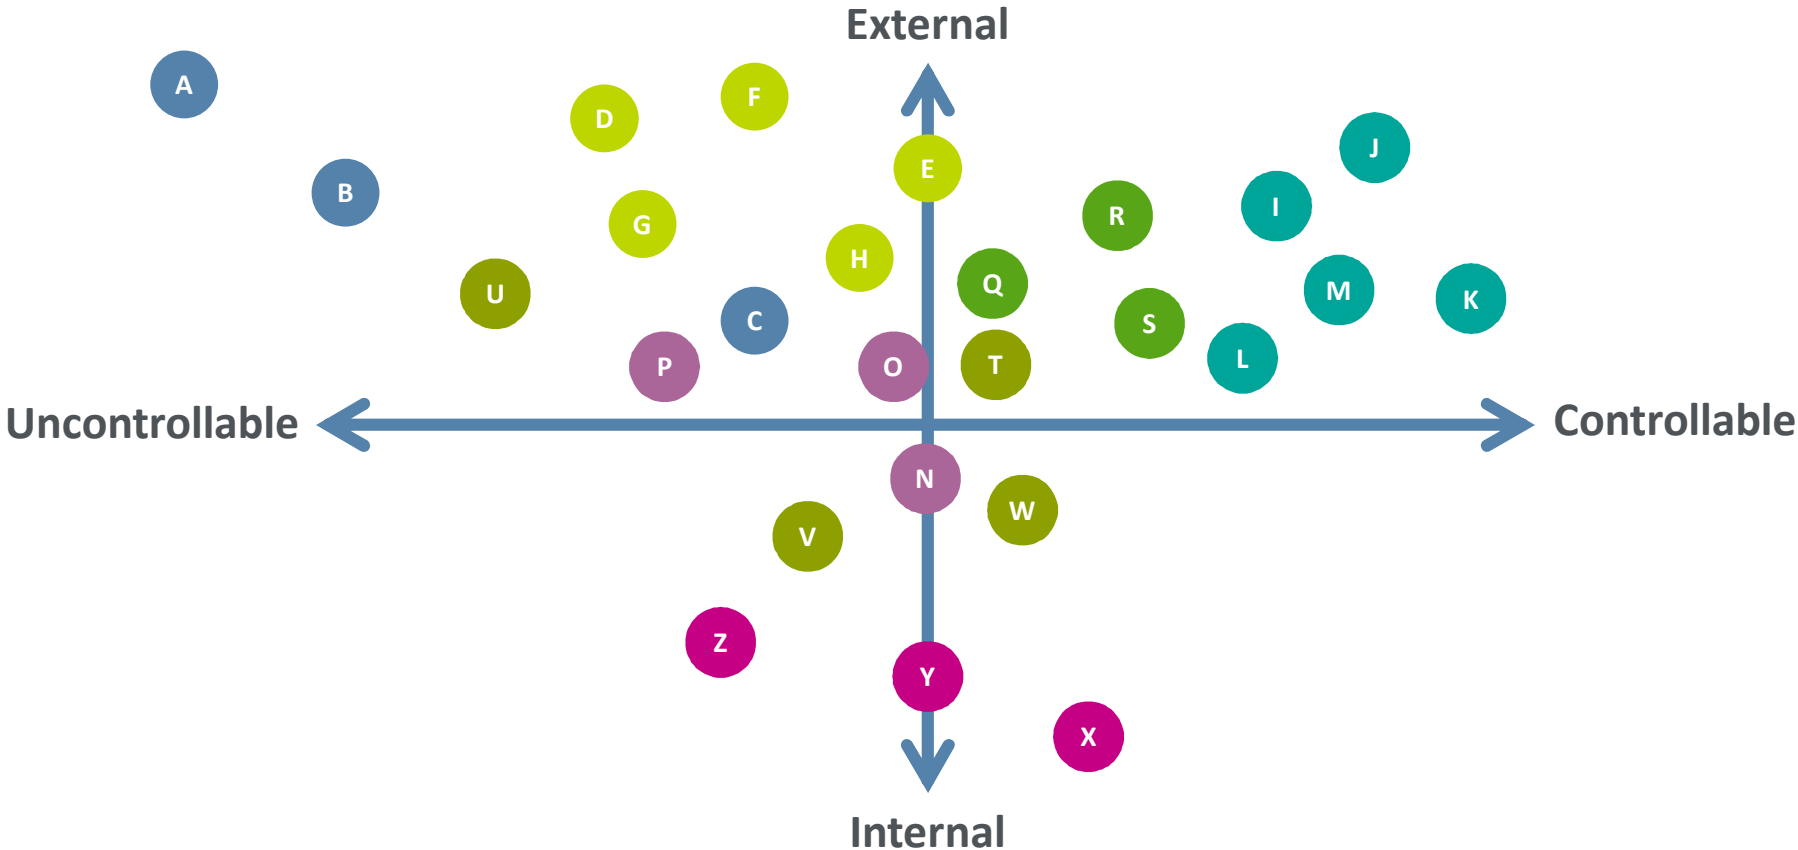 External
A
F
D
J
E
B
I
R
G
H
Q
M
U
K
C
S
L
T
P
O
Uncontrollable
Controllable
N
W
V
Z
Y
X
Internal